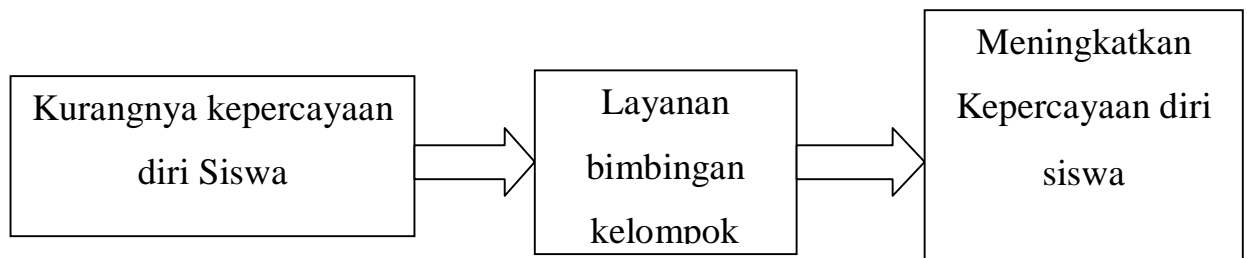 Kurangnya kepercayaan
diri Siswa
Layanan
bimbingan
kelompok
Meningkatkan
Kepercayaan diri
siswa